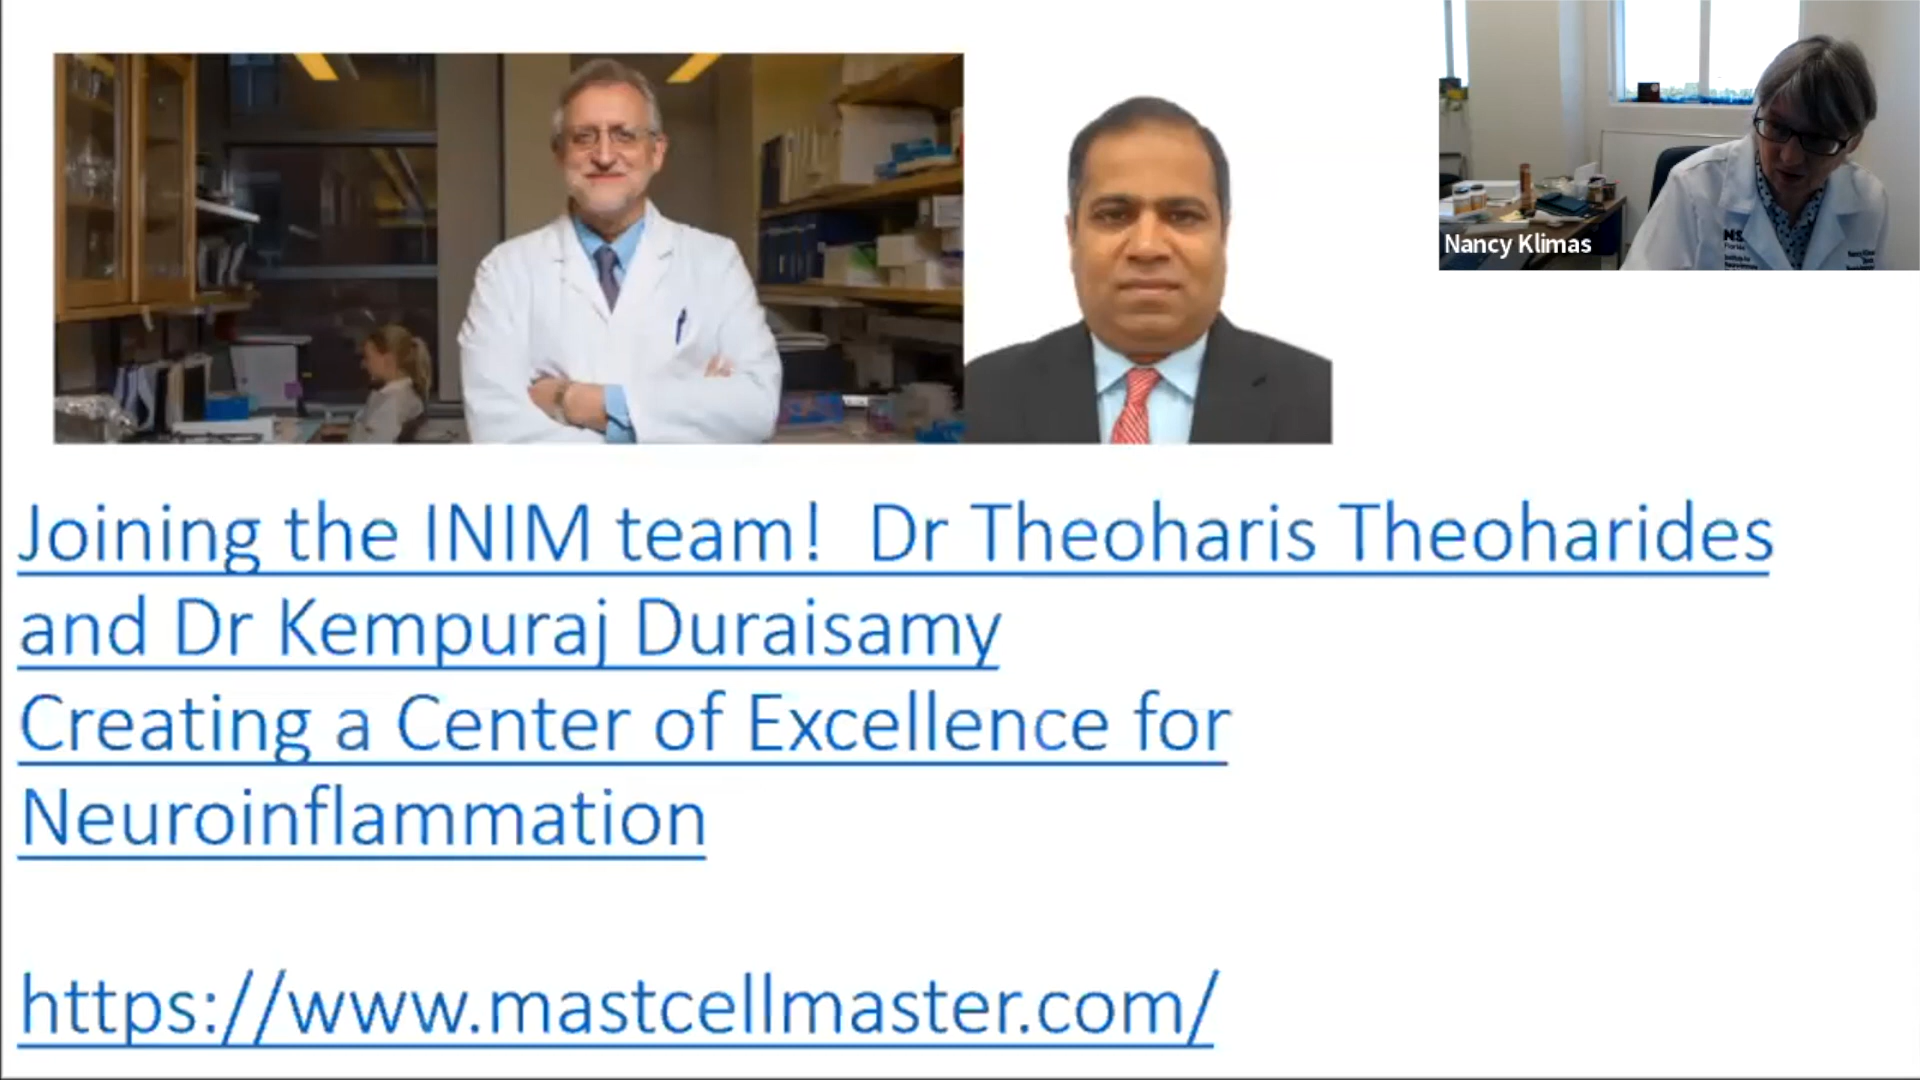 Nancy Klimas
NS
Joining the INIM team!  Dr Theoharis Theoharides
and Dr Kempuraj Duraisamy
Creating a Center of Excellence for
Neuroinflammation
https://www.mastcellmaster.com/